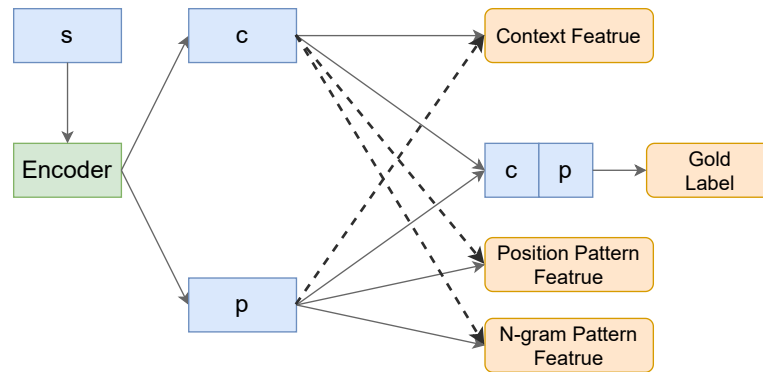 s
c
Context Featrue
Encoder
c
p
Gold
Label
p
Position Pattern
Featrue
N-gram Pattern
Featrue